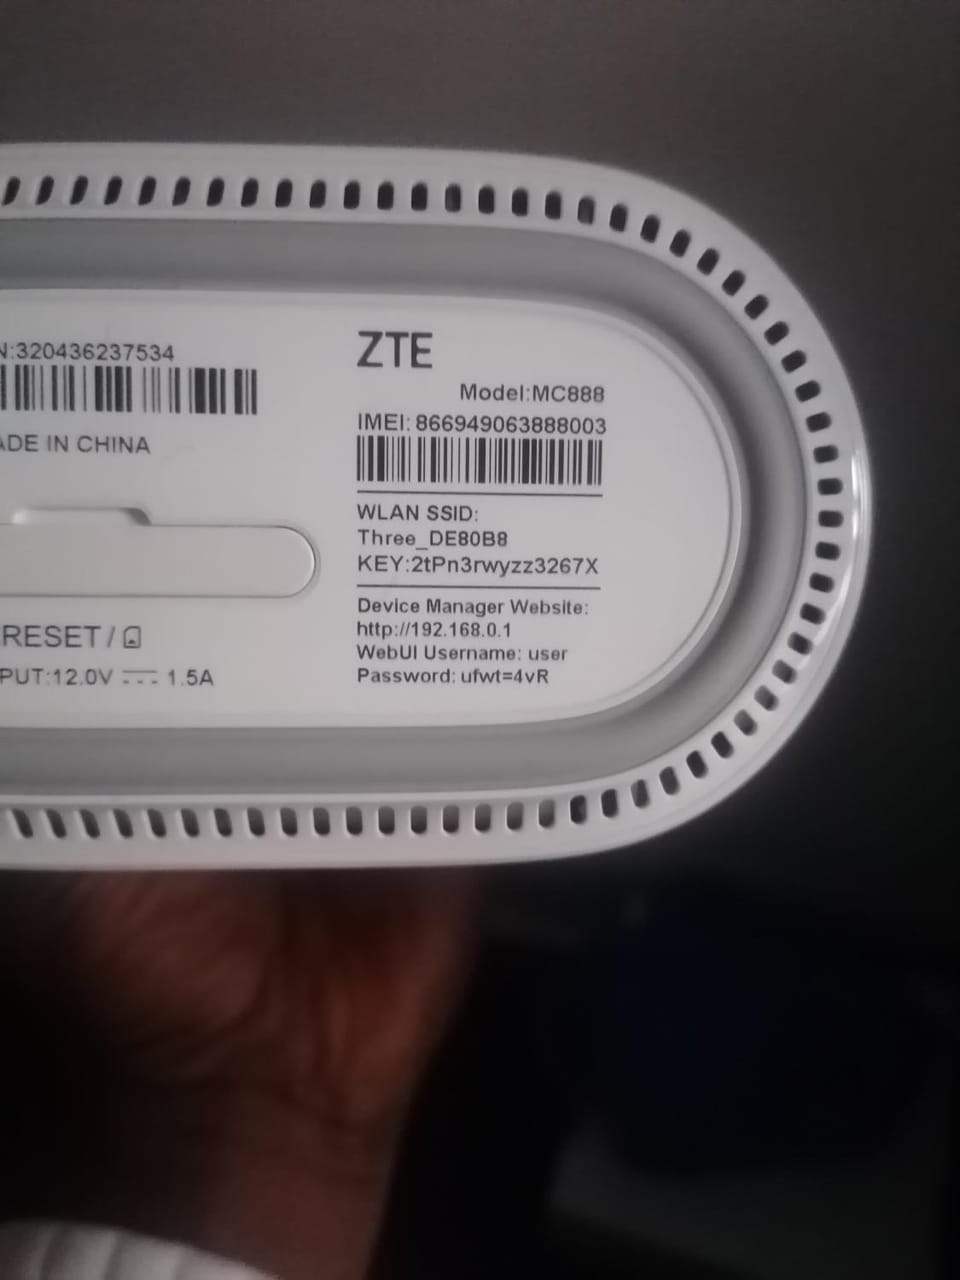 N:320436237534
ADE IN CHINA
RESET/
PUT:12.0V 1.5A
ZTE
Model:MC888
IMEI: 866949063888003
WLAN SSID:
Three_DE80B8
KEY:2tPn3rwyzz3267X
Device Manager Website:
http://192.168.0.1
WebUI Username: user
Password: ufwt=4vR